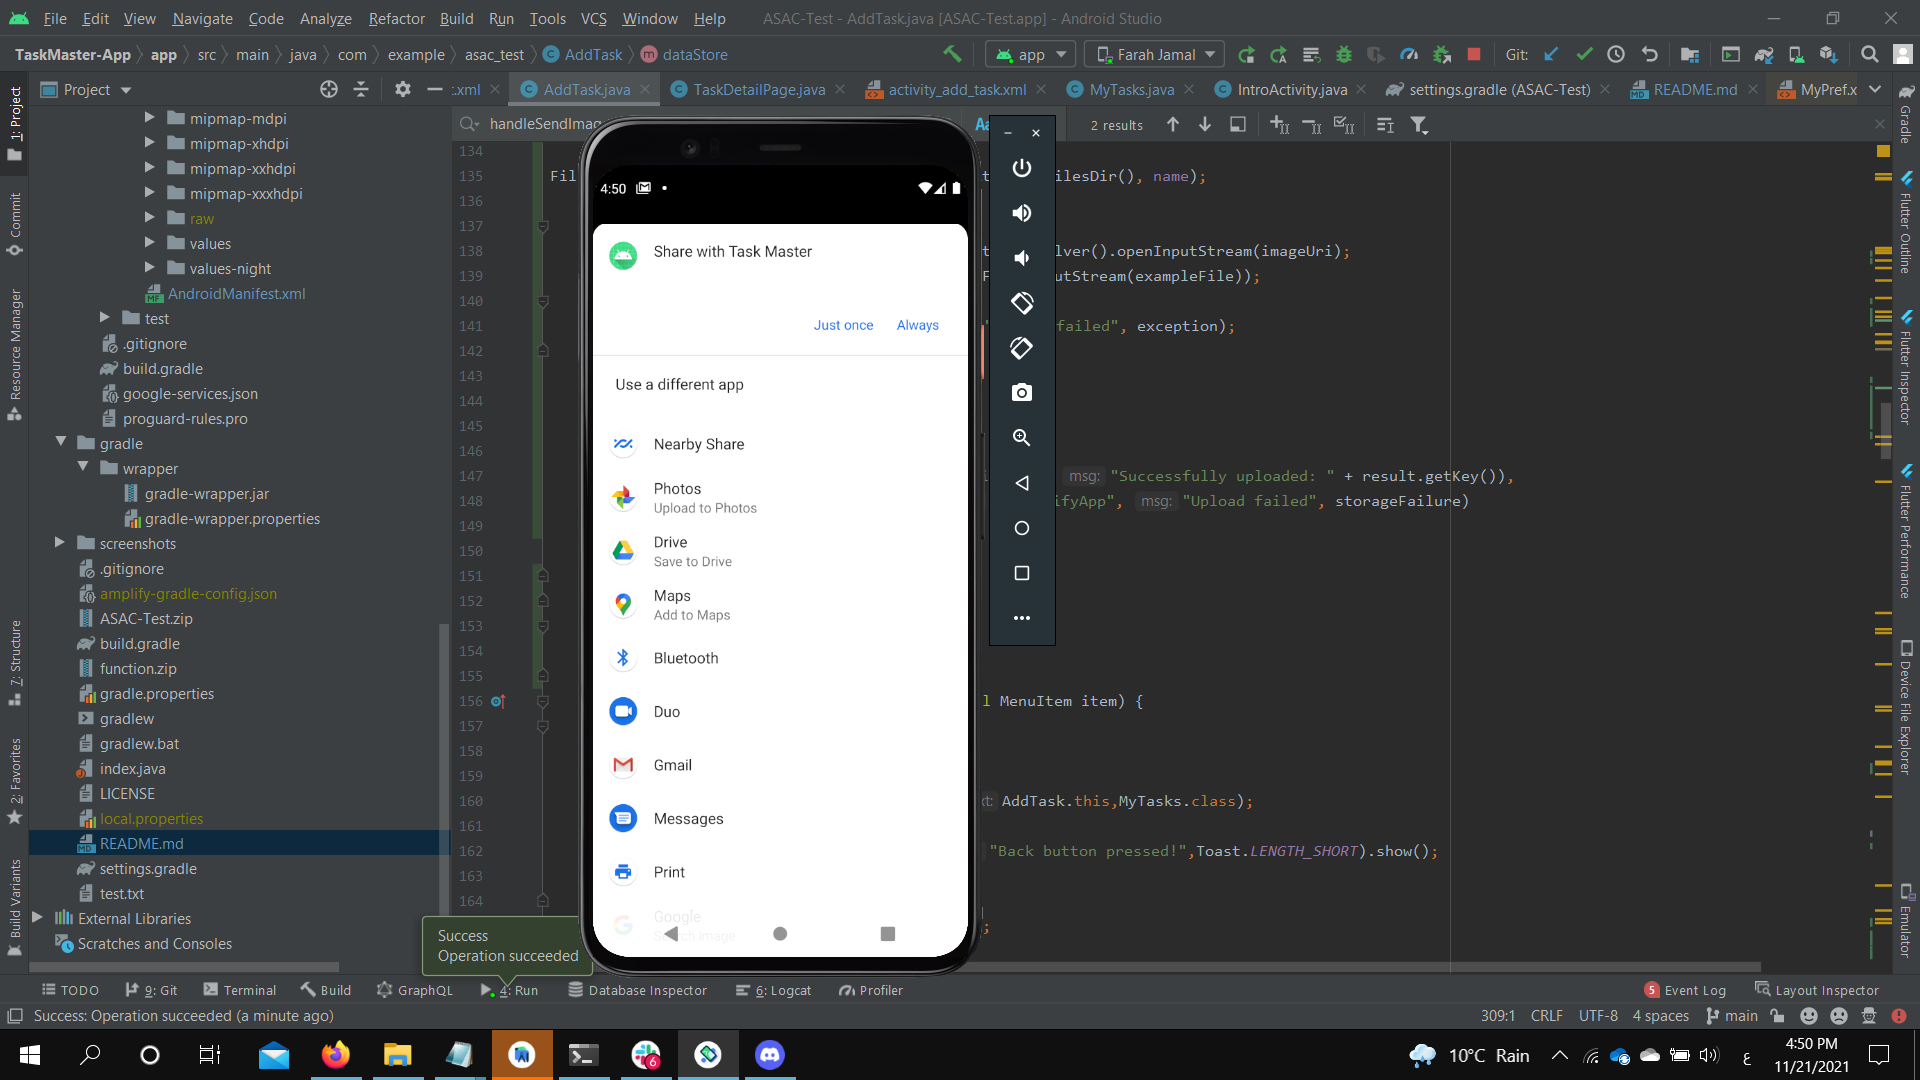 File Edit View Navigate Code Analyze Refactor Build Run Tools VCS Window Help ASAC-Test - AddTask.java [ASAC-Test.app] - Android Studio
TaskMaster-App app src main java com example asac_test AddTask dataStore app Farah Jamal Git:
Project .xml AddTask.java TaskDetailPage.java activity_add_task.xml MyTasks.java IntroActivity.java settings.gradle (ASAC-Test) README.md MyPref.x
handleSendImag 2 results
1: Project
Commit
Resource Manager
7: Structure
2: Favorites
Build Variants
mipmap-mdpi
mipmap-xhdpi
mipmap-xxhdpi
mipmap-xxxhdpi
raw
values
values-night
AndroidManifest.xml
test
.gitignore
build.gradle
google-services.json
proguard-rules.pro
gradle
wrapper
gradle-wrapper.jar
gradle-wrapper.properties
screenshots
.gitignore
amplify-gradle-config.json
ASAC-Test.zip
build.gradle
function.zip
gradle.properties
gradlew
gradlew.bat
index.java
LICENSE
local.properties
README.md
settings.gradle
test.txt
External Libraries
Scratches and Consoles
134
135 Fil ilesDir(), name);
136
137
138 lver().openInputStream(imageUri);
139 utStream(exampleFile));
140
141 failed", exception);
142
143
144
145
146
147 msg: "Successfully uploaded: " + result.getKey()),
148 ifyApp", msg: "Upload failed", storageFailure)
149
150
151
152
153
154
155
156 l MenuItem item) {
157
158
159
160 AddTask.this,MyTasks.class);
161
162 "Back button pressed!",Toast.LENGTH_SHORT).show();
163
164
;
4:50
Share with Task Master
Just once Always
Use a different app
Nearby Share
Photos
Upload to Photos
Drive
Save to Drive
Maps
Add to Maps
Bluetooth
Duo
Gmail
Messages
Print
Google
Search image
Success
Operation succeeded
Gradle
Flutter Outline
Flutter Inspector
Flutter Performance
Device File Explorer
Emulator
TODO 9: Git Terminal Build GraphQL 4: Run Database Inspector 6: Logcat Profiler 5 Event Log Layout Inspector
Success: Operation succeeded (a minute ago) 309:1 CRLF UTF-8 4 spaces main
6 10°C Rain ع 4:50 PM
11/21/2021